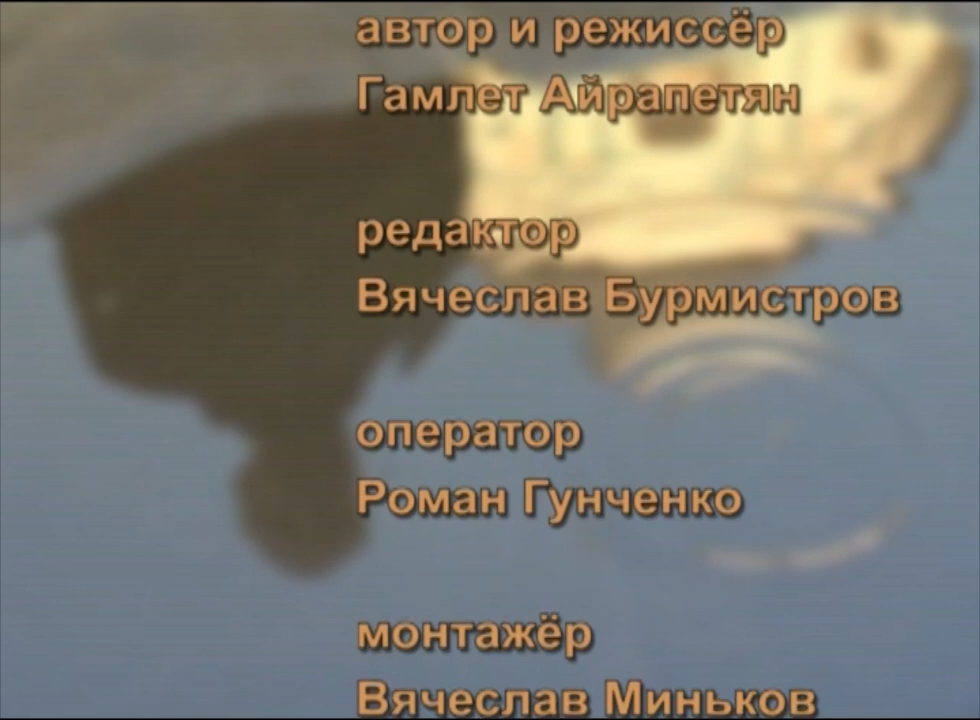 автор и режиссёр
Гамлет Айрапетян
редактор
Вячеслав Бурмистров
оператор
Роман Гунченко
монтажёр
Вячеслав Миньков